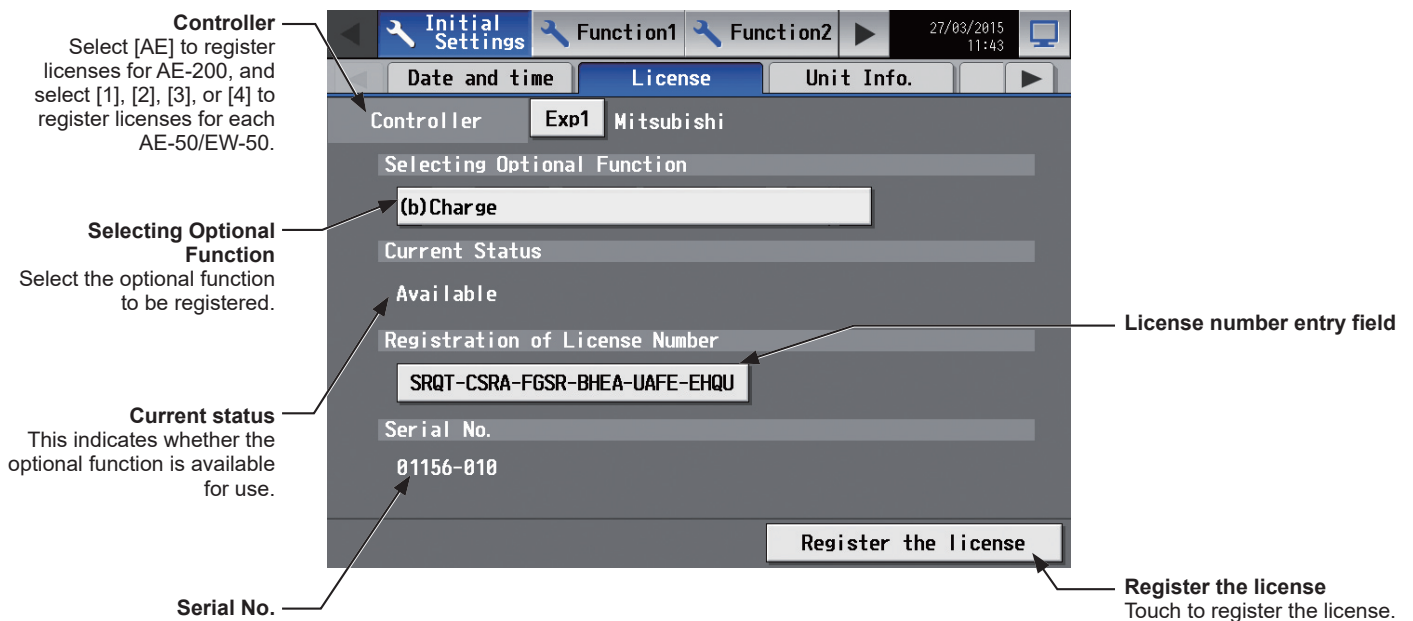 Controller
Select [AE] to register
licenses for AE-200, and
select [1], [2], [3], or [4] to
register licenses for each
AE-50/EW-50.
Selecting Optional
Function
Select the optional function
to be registered.
Current status
This indicates whether the
optional function is available
for use.
Serial No.
Initial
Settings
Function1
Function2
27/03/2015
11:43
Date and time
License
Unit Info.
Controller
Exp1
Mitsubishi
Selecting Optional Function
(b)Charge
Current Status
Available
Registration of License Number
SRQT-CSRA-FGSR-BHEA-UAFE-EHQU
Serial No.
01156-010
Register the license
License number entry field
Register the license
Touch to register the license.